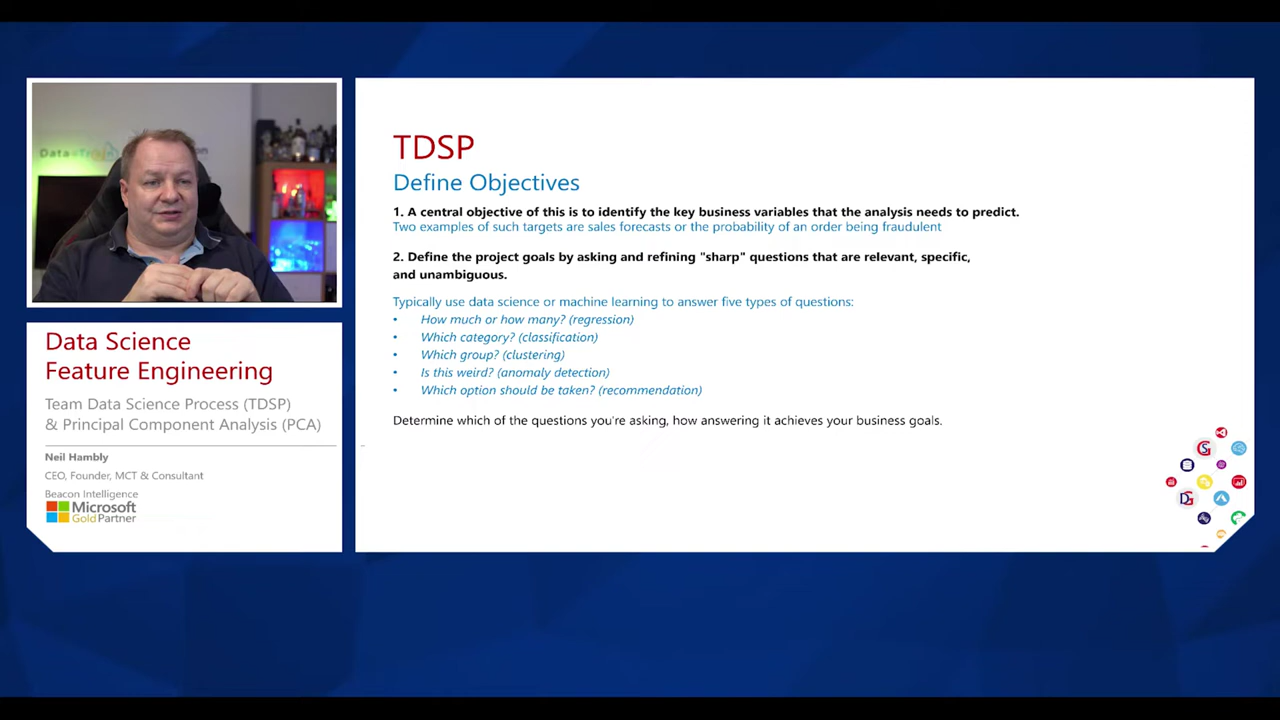 Data
on
Data Science
Feature Engineering
Team Data Science Process (TDSP)
& Principal Component Analysis (PCA)
Neil Hambly
CEO, Founder, MCT & Consultant
Beacon Intelligence
Microsoft
Gold Partner
TDSP
Define Objectives
1. A central objective of this is to identify the key business variables that the analysis needs to predict.
Two examples of such targets are sales forecasts or the probability of an order being fraudulent
2. Define the project goals by asking and refining "sharp" questions that are relevant, specific,
and unambiguous.
Typically use data science or machine learning to answer five types of questions:
• How much or how many? (regression)
• Which category? (classification)
• Which group? (clustering)
• Is this weird? (anomaly detection)
• Which option should be taken? (recommendation)
Determine which of the questions you're asking, how answering it achieves your business goals.